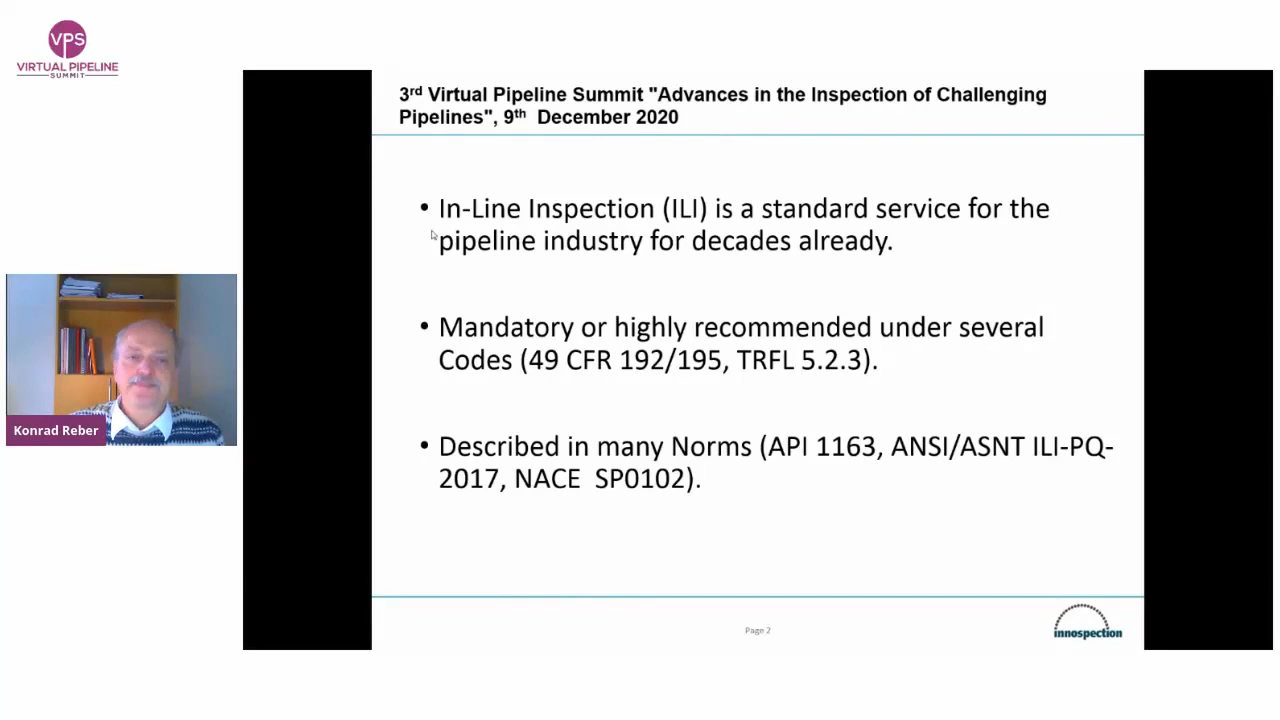 VPS
VIRTUAL PIPELINE
SUMMIT
3rd Virtual Pipeline Summit "Advances in the Inspection of Challenging
Pipelines", 9th December 2020
• In-Line Inspection (ILI) is a standard service for the
pipeline industry for decades already.
• Mandatory or highly recommended under several
Codes (49 CFR 192/195, TRFL 5.2.3).
• Described in many Norms (API 1163, ANSI/ASNT ILI-PQ-
2017, NACE SP0102).
Konrad Reber
Page 2
innospection